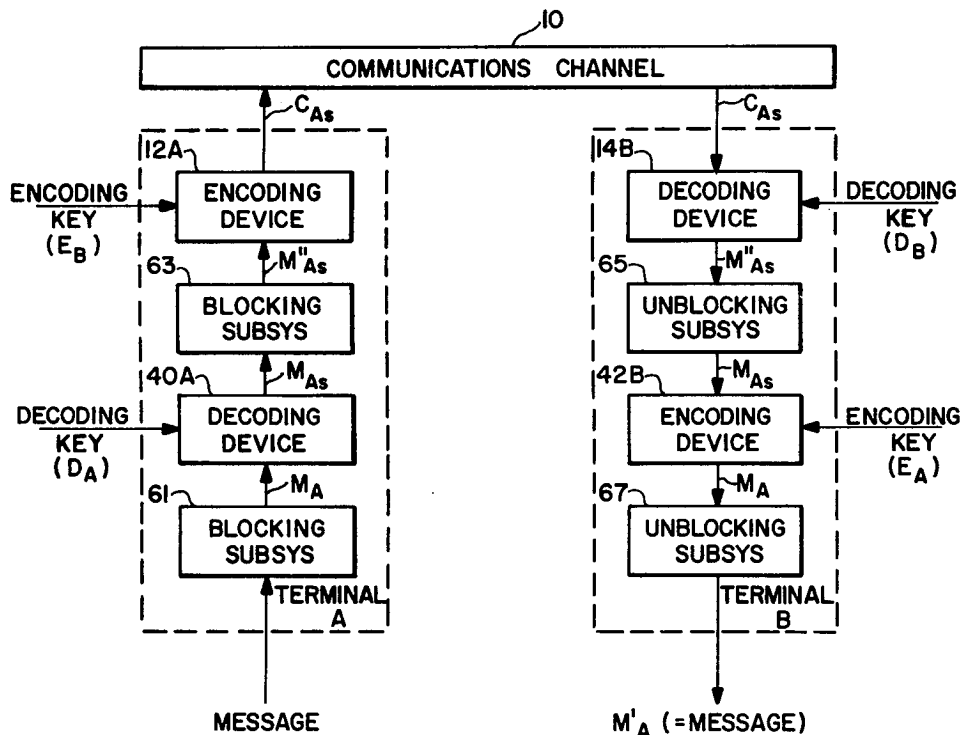 10
COMMUNICATIONS CHANNEL
C_As
C_As
12A
ENCODING
DEVICE
ENCODING
KEY
(E_B)
14B
DECODING
DEVICE
DECODING
KEY
(D_B)
M"_As
M"_As
63
BLOCKING
SUBSYS
65
UNBLOCKING
SUBSYS
M_As
M_As
40A
DECODING
DEVICE
DECODING
KEY
(D_A)
42B
ENCODING
DEVICE
ENCODING
KEY
(E_A)
M_A
M_A
61
BLOCKING
SUBSYS
67
UNBLOCKING
SUBSYS
TERMINAL
A
TERMINAL
B
MESSAGE
M'_A (=MESSAGE)